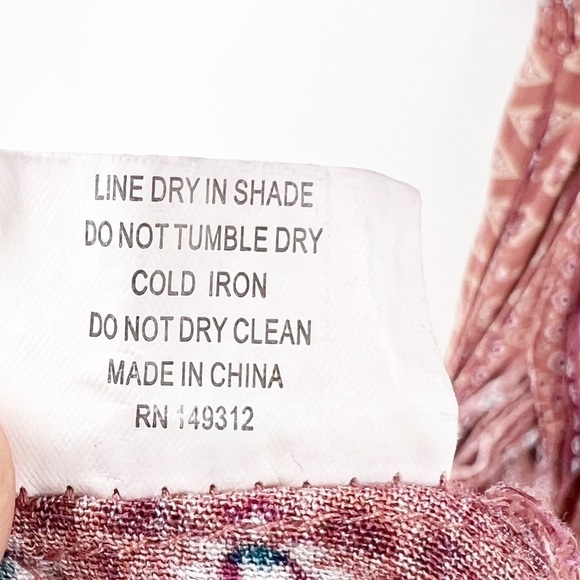 LINE DRY IN SHADE
DO NOT TUMBLE DRY
COLD IRON
DO NOT DRY CLEAN
MADE IN CHINA
RN 149312